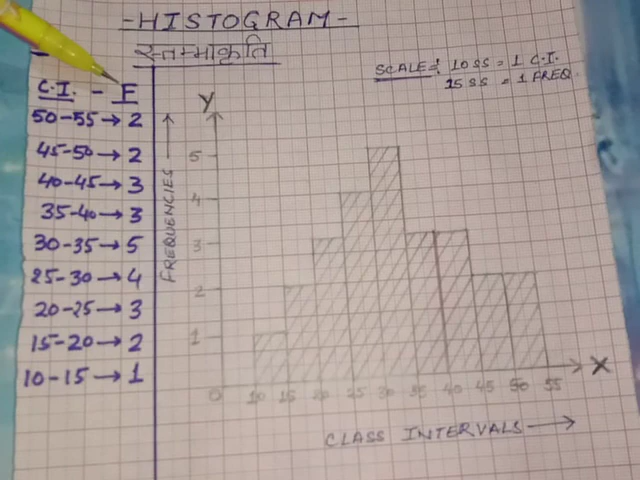 -HISTOGRAM-
स्तम्भाकृति
SCALE: 10 SS = 1 C.I.
15 SS = 1 FREQ.
C.I. - F
50-55→2
45-50→2
40-45→3
35-40→3
30-35→5
25-30→4
20-25→3
15-20→2
10-15→1
Y
FREQUENCIES
5
4
3
2
1
0 10 15 20 25 30 35 40 45 50 55
X
CLASS INTERVALS